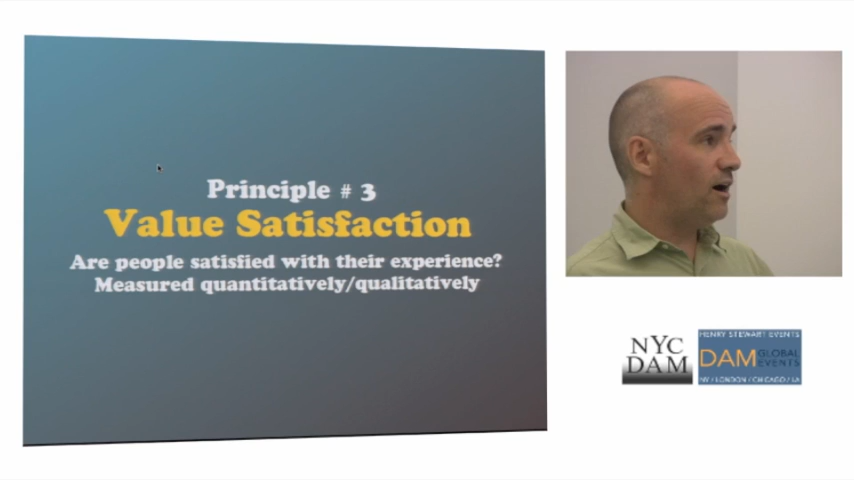 Principle # 3
Value Satisfaction
Are people satisfied with their experience?
Measured quantitatively/qualitatively
NYC
DAM
HENRY STEWART EVENTS
DAM GLOBAL EVENTS
NY / LONDON / CHICAGO / LA